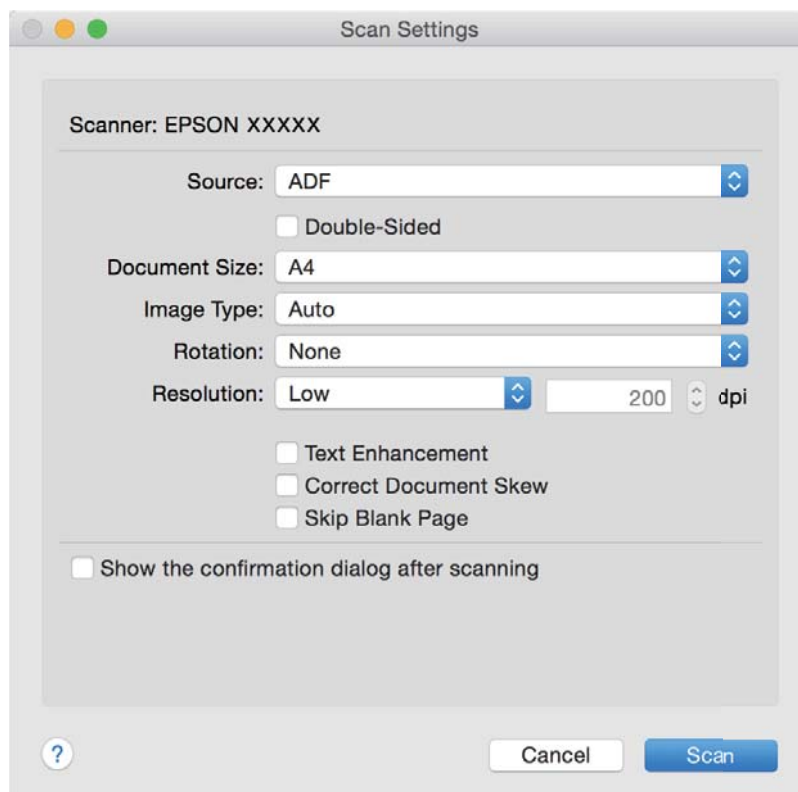 Scan Settings
Scanner: EPSON XXXXX
Source: ADF
Double-Sided
Document Size: A4
Image Type: Auto
Rotation: None
Resolution: Low 200 dpi
Text Enhancement
Correct Document Skew
Skip Blank Page
Show the confirmation dialog after scanning
? Cancel Scan